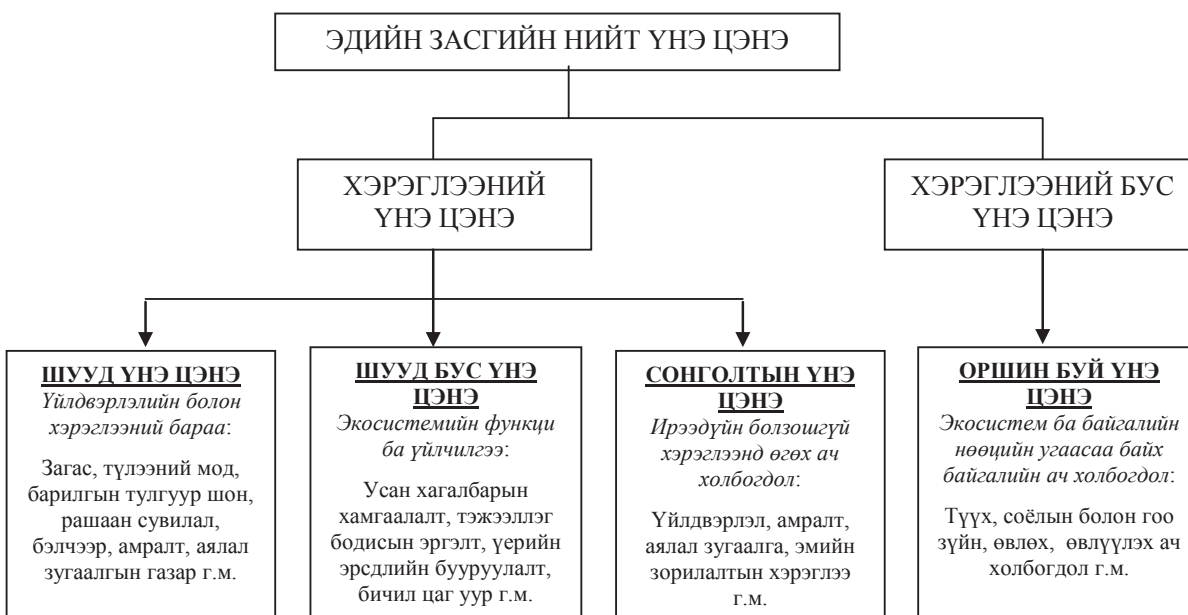 ЭДИЙН ЗАСГИЙН НИЙТ ҮНЭ ЦЭНЭ
ХЭРЭГЛЭЭНИЙ
ҮНЭ ЦЭНЭ
ХЭРЭГЛЭЭНИЙ БУС
ҮНЭ ЦЭНЭ
ШУУД ҮНЭ ЦЭНЭ
Үйлдвэрлэлийн болон
хэрэглээний бараа:
Загас, түлээний мод,
барилгын тулгуур шон,
рашаан сувилал,
бэлчээр, амралт, аялал
зугаалгын газар г.м.
ШУУД БУС ҮНЭ
ЦЭНЭ
Экосистемийн функци
ба үйлчилгээ:
Усан хагалбарын
хамгаалалт, тэжээллэг
бодисын эргэлт, үерийн
эрсдлийн бууруулалт,
бичил цаг уур г.м.
СОНГОЛТЫН ҮНЭ
ЦЭНЭ
Ирээдүйн болзошгүй
хэрэглээнд өгөх ач
холбогдол:
Үйлдвэрлэл, амралт,
аялал зугаалга, эмийн
зорилалтын хэрэглээ
г.м.
ОРШИН БУЙ ҮНЭ
ЦЭНЭ
Экосистем ба байгалийн
нөөцийн угаасаа байх
байгалийн ач холбогдол:
Түүх, соёлын болон гоо
зүйн, өвлөх, өвлүүлэх ач
холбогдол г.м.